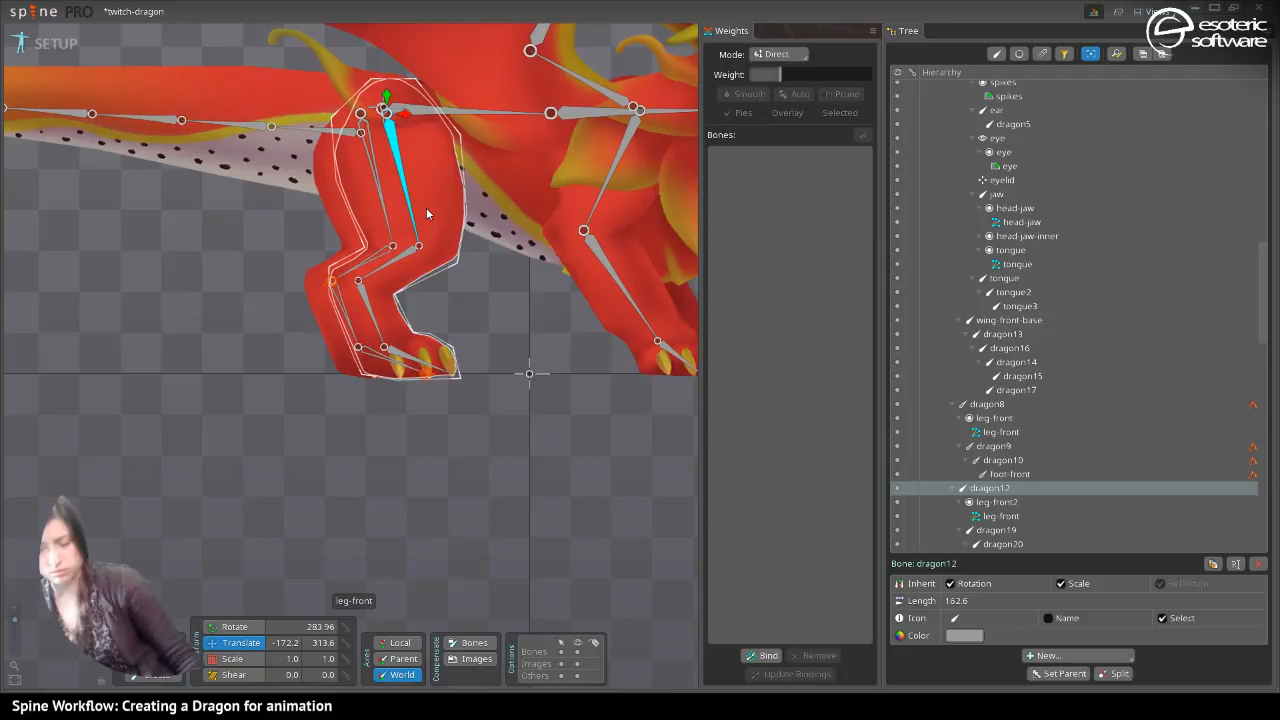 spine PRO
*twitch-dragon
Views
esoteric
software
SETUP
Weights
Tree
Mode:
Direct
Weight:
Smooth
Auto
Prune
Pies
Overlay
Selected
Bones:
Hierarchy
spikes
spikes
ear
dragon5
eye
eye
eye
eyelid
jaw
head-jaw
head-jaw
head-jaw-inner
tongue
tongue
tongue
tongue2
tongue3
wing-front-base
dragon13
dragon16
dragon14
dragon15
dragon17
dragon8
leg-front
leg-front
dragon9
dragon10
foot-front
dragon12
leg-front2
leg-front
dragon19
dragon20
Bone: dragon12
Inherit
Rotation
Scale
Reflection
Length
162.6
Icon
Name
Select
Color
New...
Set Parent
Split
Bind
Remove
Update Bindings
leg-front
Rotate
283.96
Translate
-172.2
313.6
Scale
1.0
1.0
Shear
0.0
0.0
Axes
Local
Parent
World
Compensate
Bones
Images
Options
Bones
Images
Others
Spine Workflow: Creating a Dragon for animation